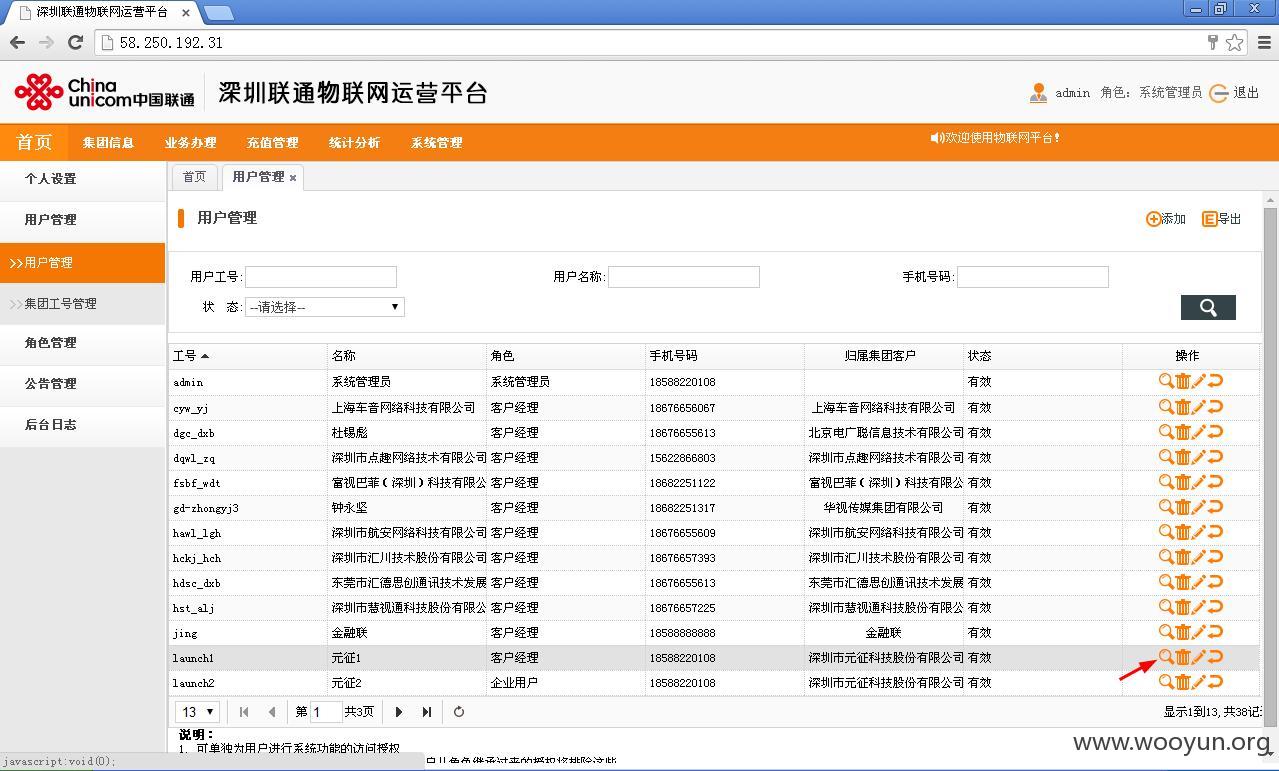 深圳联通物联网运营平台 ×
58.250.192.31
China unicom中国联通 深圳联通物联网运营平台 admin 角色：系统管理员 退出
首页 集团信息 业务办理 充值管理 统计分析 系统管理 欢迎使用物联网平台！
个人设置
用户管理
>>用户管理
>>集团工号管理
角色管理
公告管理
后台日志
首页 用户管理 ×
用户管理 添加 导出
用户工号: 用户名称: 手机号码:
状 态: --请选择--
工号 名称 角色 手机号码 归属集团客户 状态 操作
admin 系统管理员 系统管理员 18588220108 有效
cyw_yj 上海车音网络科技有限公司 客户经理 18676656067 上海车音网络科技有限公司 有效
dgc_dxb 杜锡彪 客户经理 18676655613 北京电广聪信息技术有限公司 有效
dqwl_zq 深圳市点趣网络技术有限公司 客户经理 15622866803 深圳市点趣网络技术有限公司 有效
fsbf_wdt 富视巴菲（深圳）科技有限公 客户经理 18682251122 富视巴菲（深圳）科技有限公 有效
gd-zhongyj3 钟永坚 客户经理 18682251317 华视传媒集团有限公司 有效
hawl_lgh 深圳市航安网络科技有限公司 客户经理 18676655809 深圳市航安网络科技有限公司 有效
hckj_hch 深圳市汇川技术股份有限公司 客户经理 18676657393 深圳市汇川技术股份有限公司 有效
hdsc_dxb 东莞市汇德思创通讯技术发展 客户经理 18676655613 东莞市汇德思创通讯技术发展 有效
hst_alj 深圳市慧视通科技股份有限公 客户经理 18676657225 深圳市慧视通科技股份有限公 有效
jing 金融联 客户经理 18588888888 金融联 有效
launch1 元征1 客户经理 18588220108 深圳市元征科技股份有限公司 有效
launch2 元征2 企业用户 18588220108 深圳市元征科技股份有限公司 有效
13 第 1 共3页 显示1到13, 共38记
说明：
1、可单独为用户进行系统功能的访问授权
javascript:void(0);
www.wooyun.org